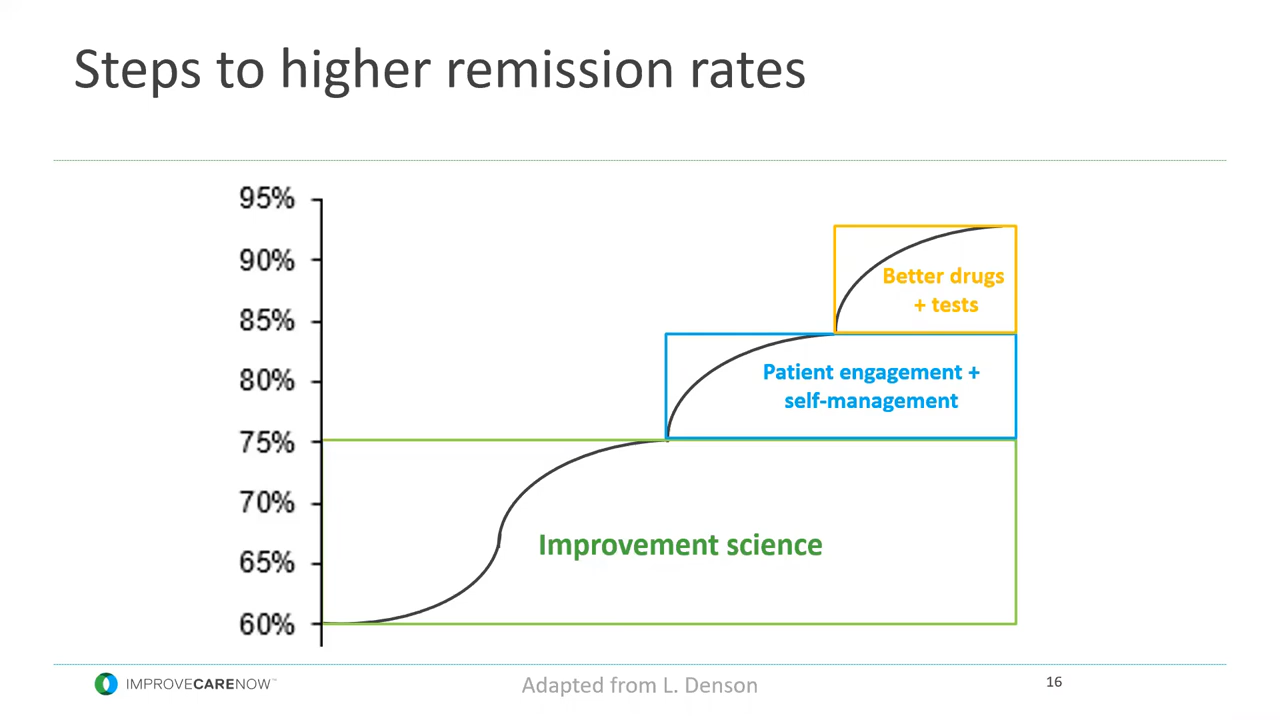 Steps to higher remission rates
95%
90%
85%
80%
75%
70%
65%
60%
Better drugs
+ tests
Patient engagement +
self-management
Improvement science
IMPROVECARENOW™
Adapted from L. Denson
16